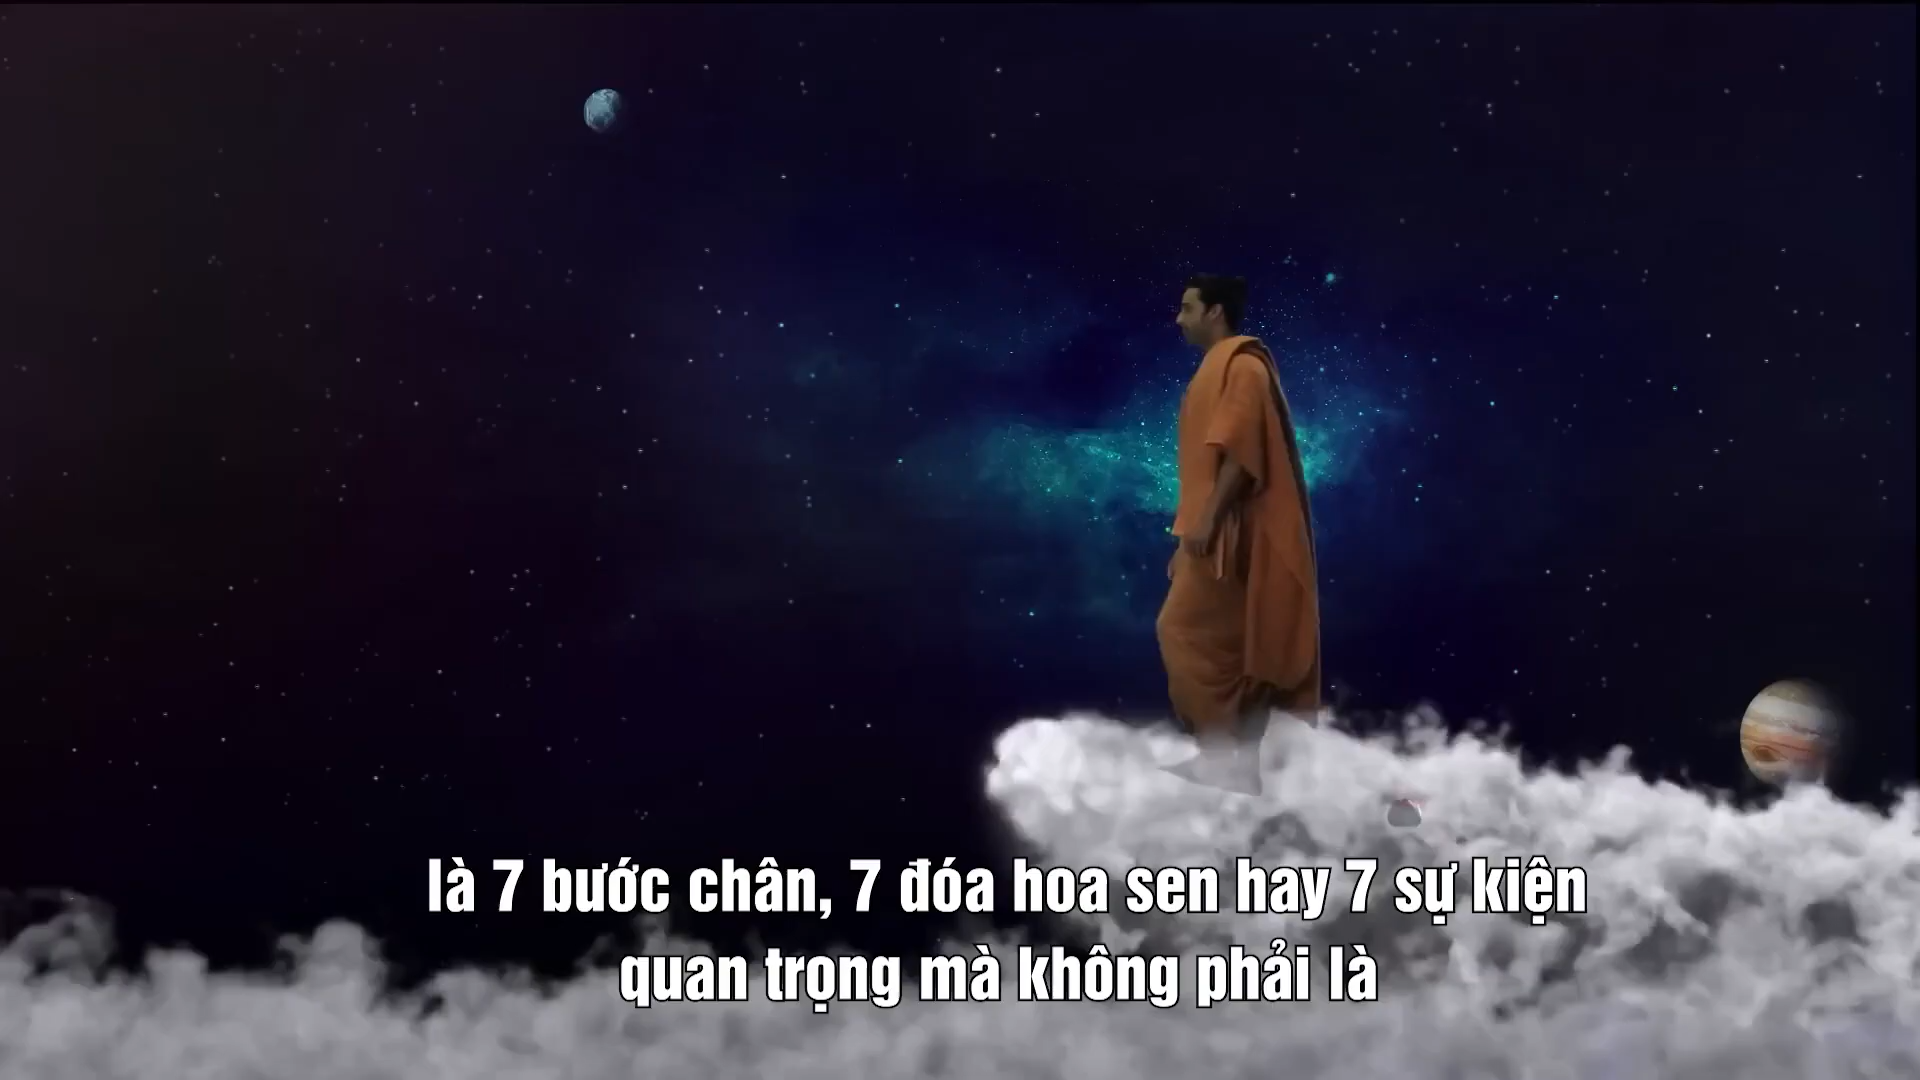 là 7 bước chân, 7 đóa hoa sen hay 7 sự kiện
quan trọng mà không phải là